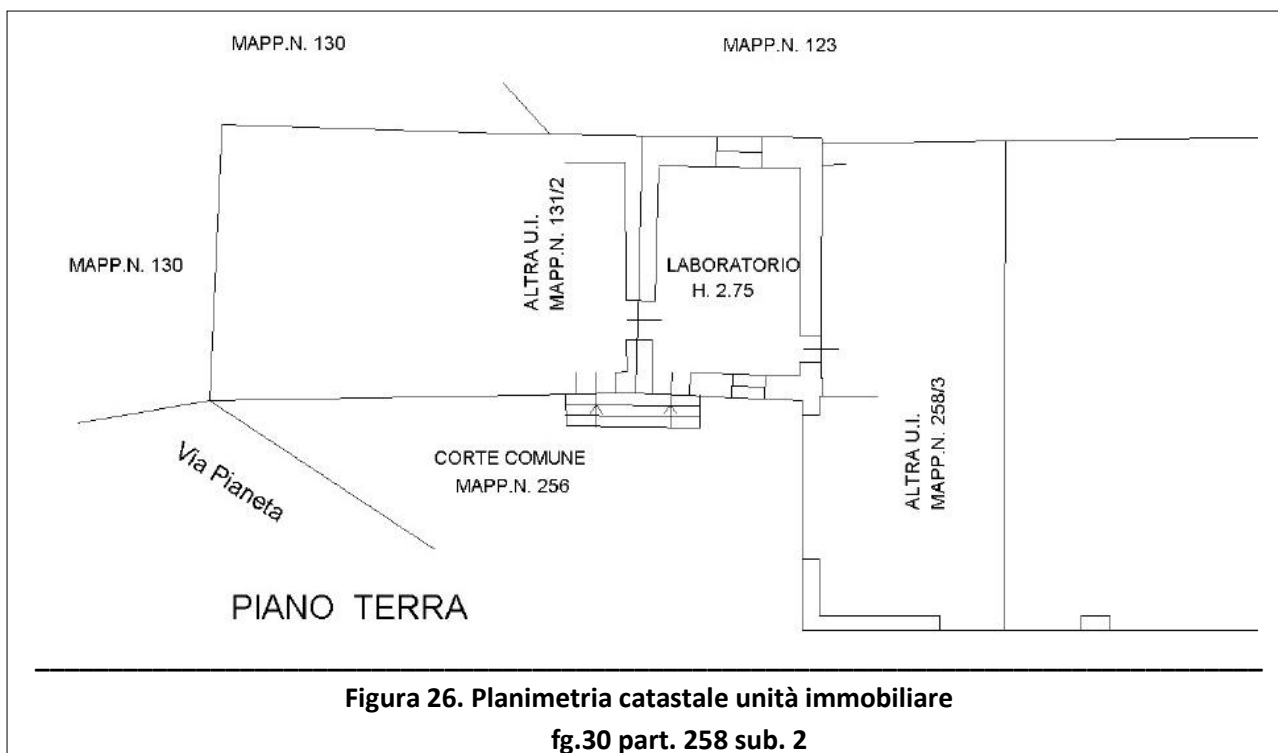 MAPP.N. 130
MAPP.N. 123
MAPP.N. 130
ALTRA U.I.
MAPP.N. 131/2
LABORATORIO
H. 2.75
ALTRA U.I.
MAPP.N. 258/3
Via Pianeta
CORTE COMUNE
MAPP.N. 256
PIANO TERRA
Figura 26. Planimetria catastale unità immobiliare
fg.30 part. 258 sub. 2